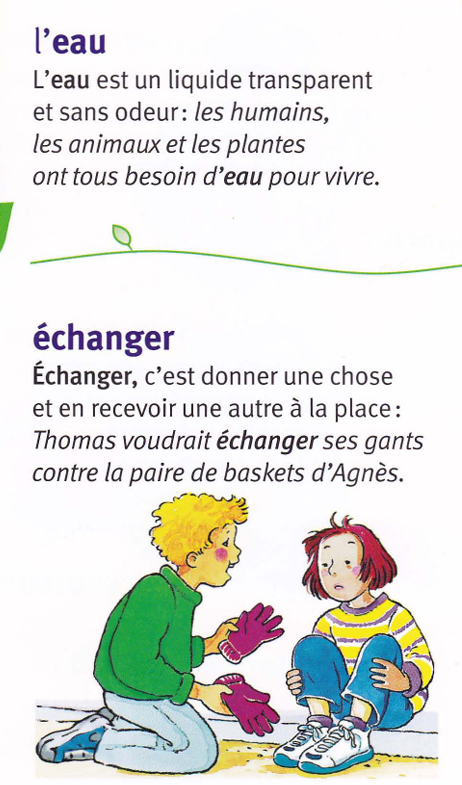 l'eau
L'eau est un liquide transparent
et sans odeur : les humains,
les animaux et les plantes
ont tous besoin d'eau pour vivre.
échanger
Échanger, c'est donner une chose
et en recevoir une autre à la place :
Thomas voudrait échanger ses gants
contre la paire de baskets d'Agnès.